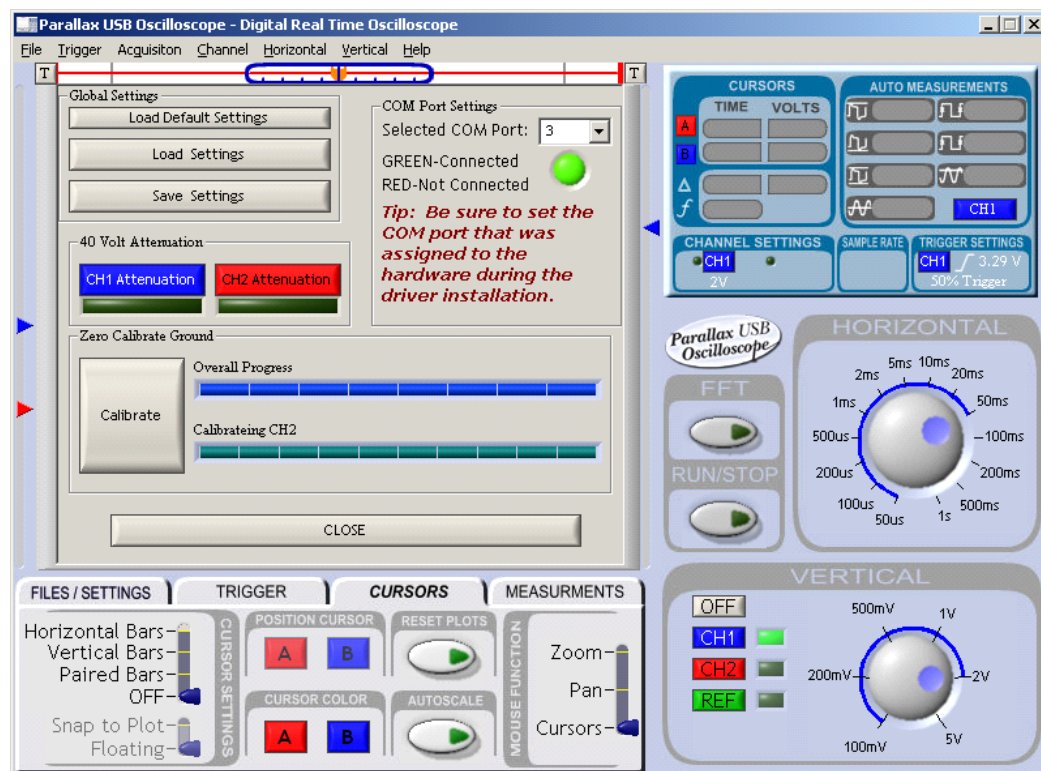 Parallax USB Oscilloscope - Digital Real Time Oscilloscope
File Trigger Acquisiton Channel Horizontal Vertical Help
T T
Global Settings
Load Default Settings
Load Settings
Save Settings
COM Port Settings
Selected COM Port: 3
GREEN-Connected
RED-Not Connected
Tip: Be sure to set the
COM port that was
assigned to the
hardware during the
driver installation.
40 Volt Attenuation
CH1 Attenuation CH2 Attenuation
Zero Calibrate Ground
Calibrate
Overall Progress
Calibrateing CH2
CLOSE
CURSORS
TIME VOLTS
A
B
Δ
f
AUTO MEASUREMENTS
CH1
CHANNEL SETTINGS
CH1
2V
SAMPLE RATE
TRIGGER SETTINGS
CH1 3.29 V
50% Trigger
Parallax USB
Oscilloscope
FFT
RUN/STOP
HORIZONTAL
50us
100us
200us
500us
1ms
2ms
5ms
10ms
20ms
50ms
100ms
200ms
500ms
1s
VERTICAL
OFF
CH1
CH2
REF
100mV
200mV
500mV
1V
2V
5V
FILES / SETTINGS TRIGGER CURSORS MEASURMENTS
Horizontal Bars
Vertical Bars
Paired Bars
OFF
Snap to Plot
Floating
CURSOR SETTINGS
POSITION CURSOR
A B
CURSOR COLOR
A B
RESET PLOTS
AUTOSCALE
MOUSE FUNCTION
Zoom
Pan
Cursors